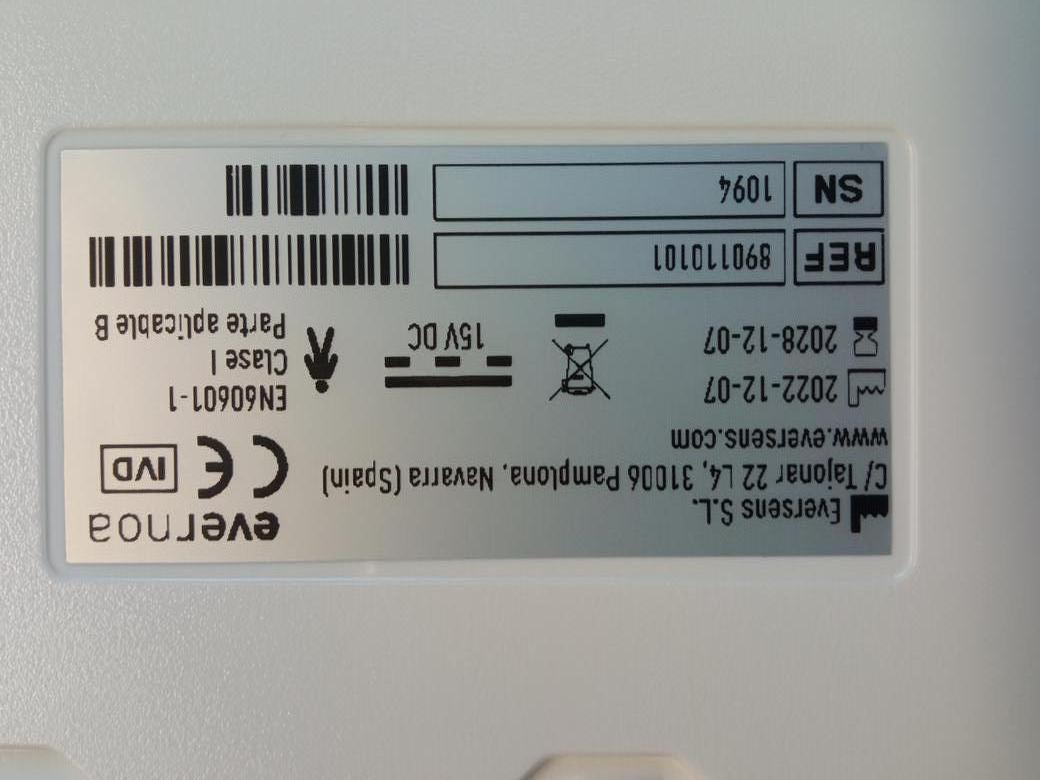 Eversens S.L.
C/ Tajonar 22 L4, 31006 Pamplona, Navarra (Spain)
www.eversens.com
2022-12-07
2028-12-07
evernoa
CE IVD
EN60601-1
Clase I
Parte aplicable B
15V DC
REF 890110101
SN 1094